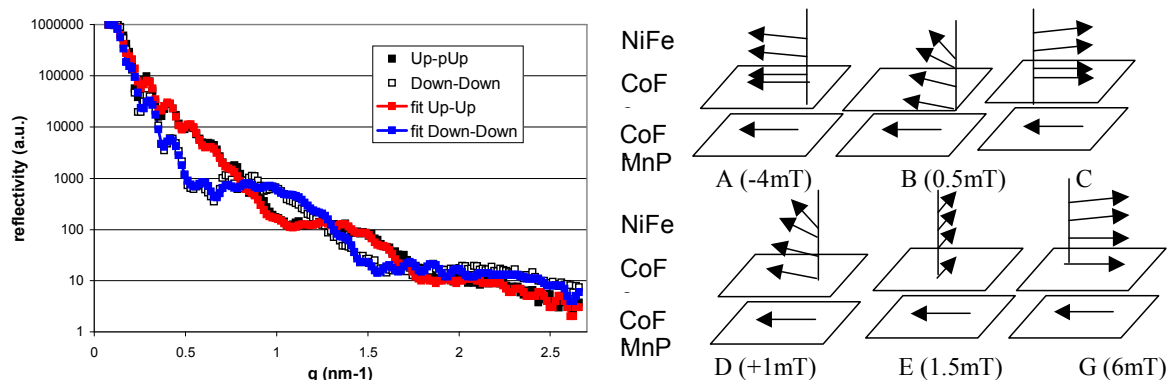 1000000
100000
10000
1000
100
10
1
reflectivity (a.u.)
0
0.5
1
1.5
2
2.5
q (nm-1)
Up-pUp
Down-Down
fit Up-Up
fit Down-Down
NiFe
CoF
CoF
MnP
A (-4mT)
B (0.5mT)
C
NiFe
CoF
CoF
MnP
D (+1mT)
E (1.5mT)
G (6mT)